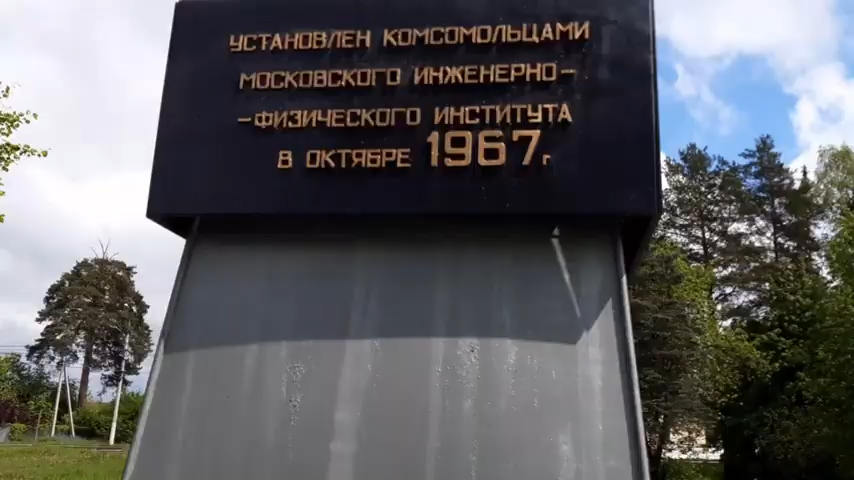 УСТАНОВЛЕН КОМСОМОЛЬЦАМИ
МОСКОВСКОГО ИНЖЕНЕРНО-
-ФИЗИЧЕСКОГО ИНСТИТУТА
В ОКТЯБРЕ 1967г.